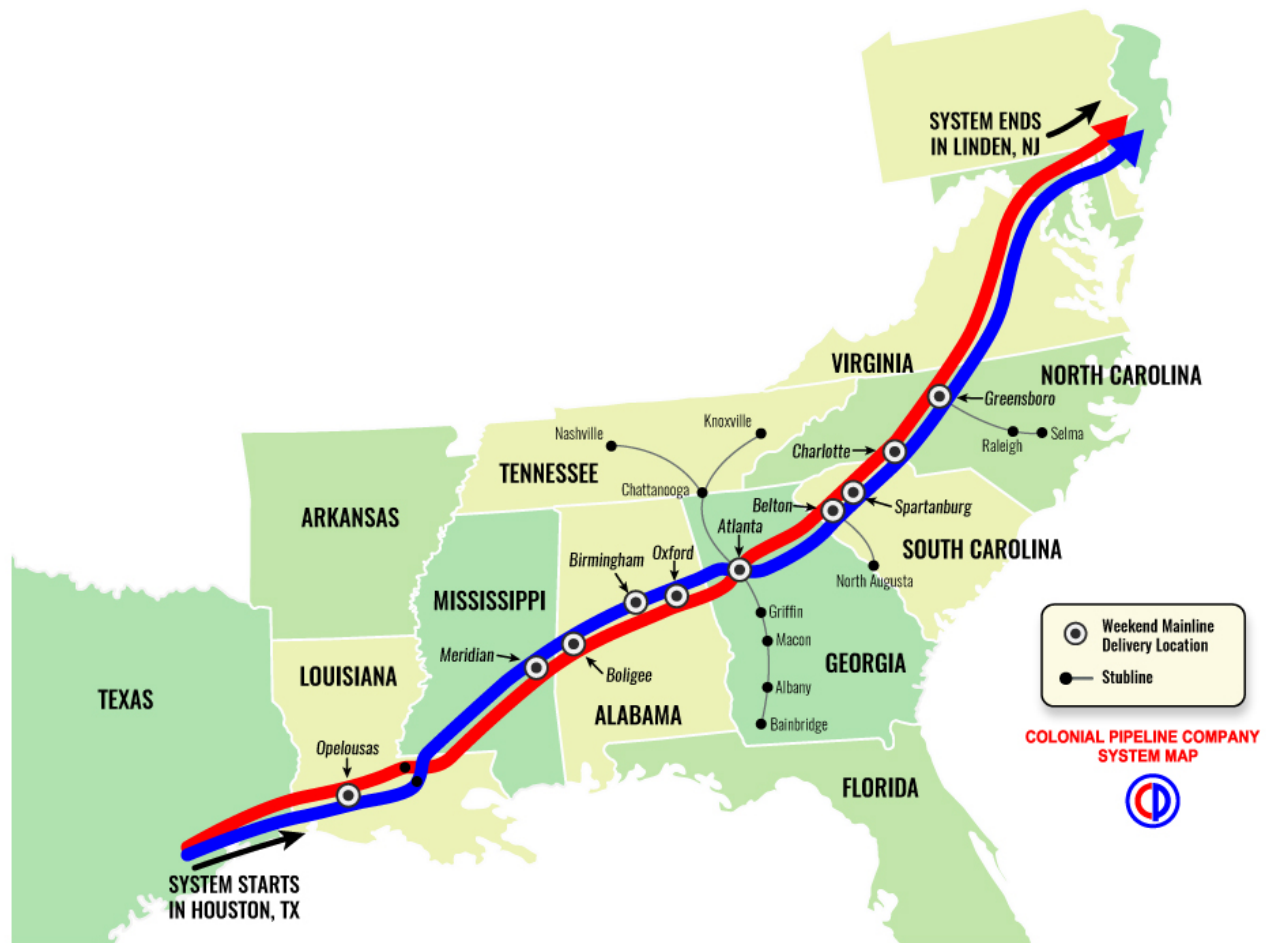 SYSTEM ENDS
IN LINDEN, NJ
VIRGINIA
NORTH CAROLINA
Greensboro
Raleigh
Selma
Nashville
Knoxville
TENNESSEE
Charlotte
Chattanooga
Belton
Spartanburg
ARKANSAS
Atlanta
SOUTH CAROLINA
Birmingham
Oxford
North Augusta
MISSISSIPPI
Griffin
Macon
Meridian
Boligee
GEORGIA
LOUISIANA
TEXAS
ALABAMA
Albany
Bainbridge
Opelousas
FLORIDA
Weekend Mainline
Delivery Location
Stubline
COLONIAL PIPELINE COMPANY
SYSTEM MAP
CP
SYSTEM STARTS
IN HOUSTON, TX